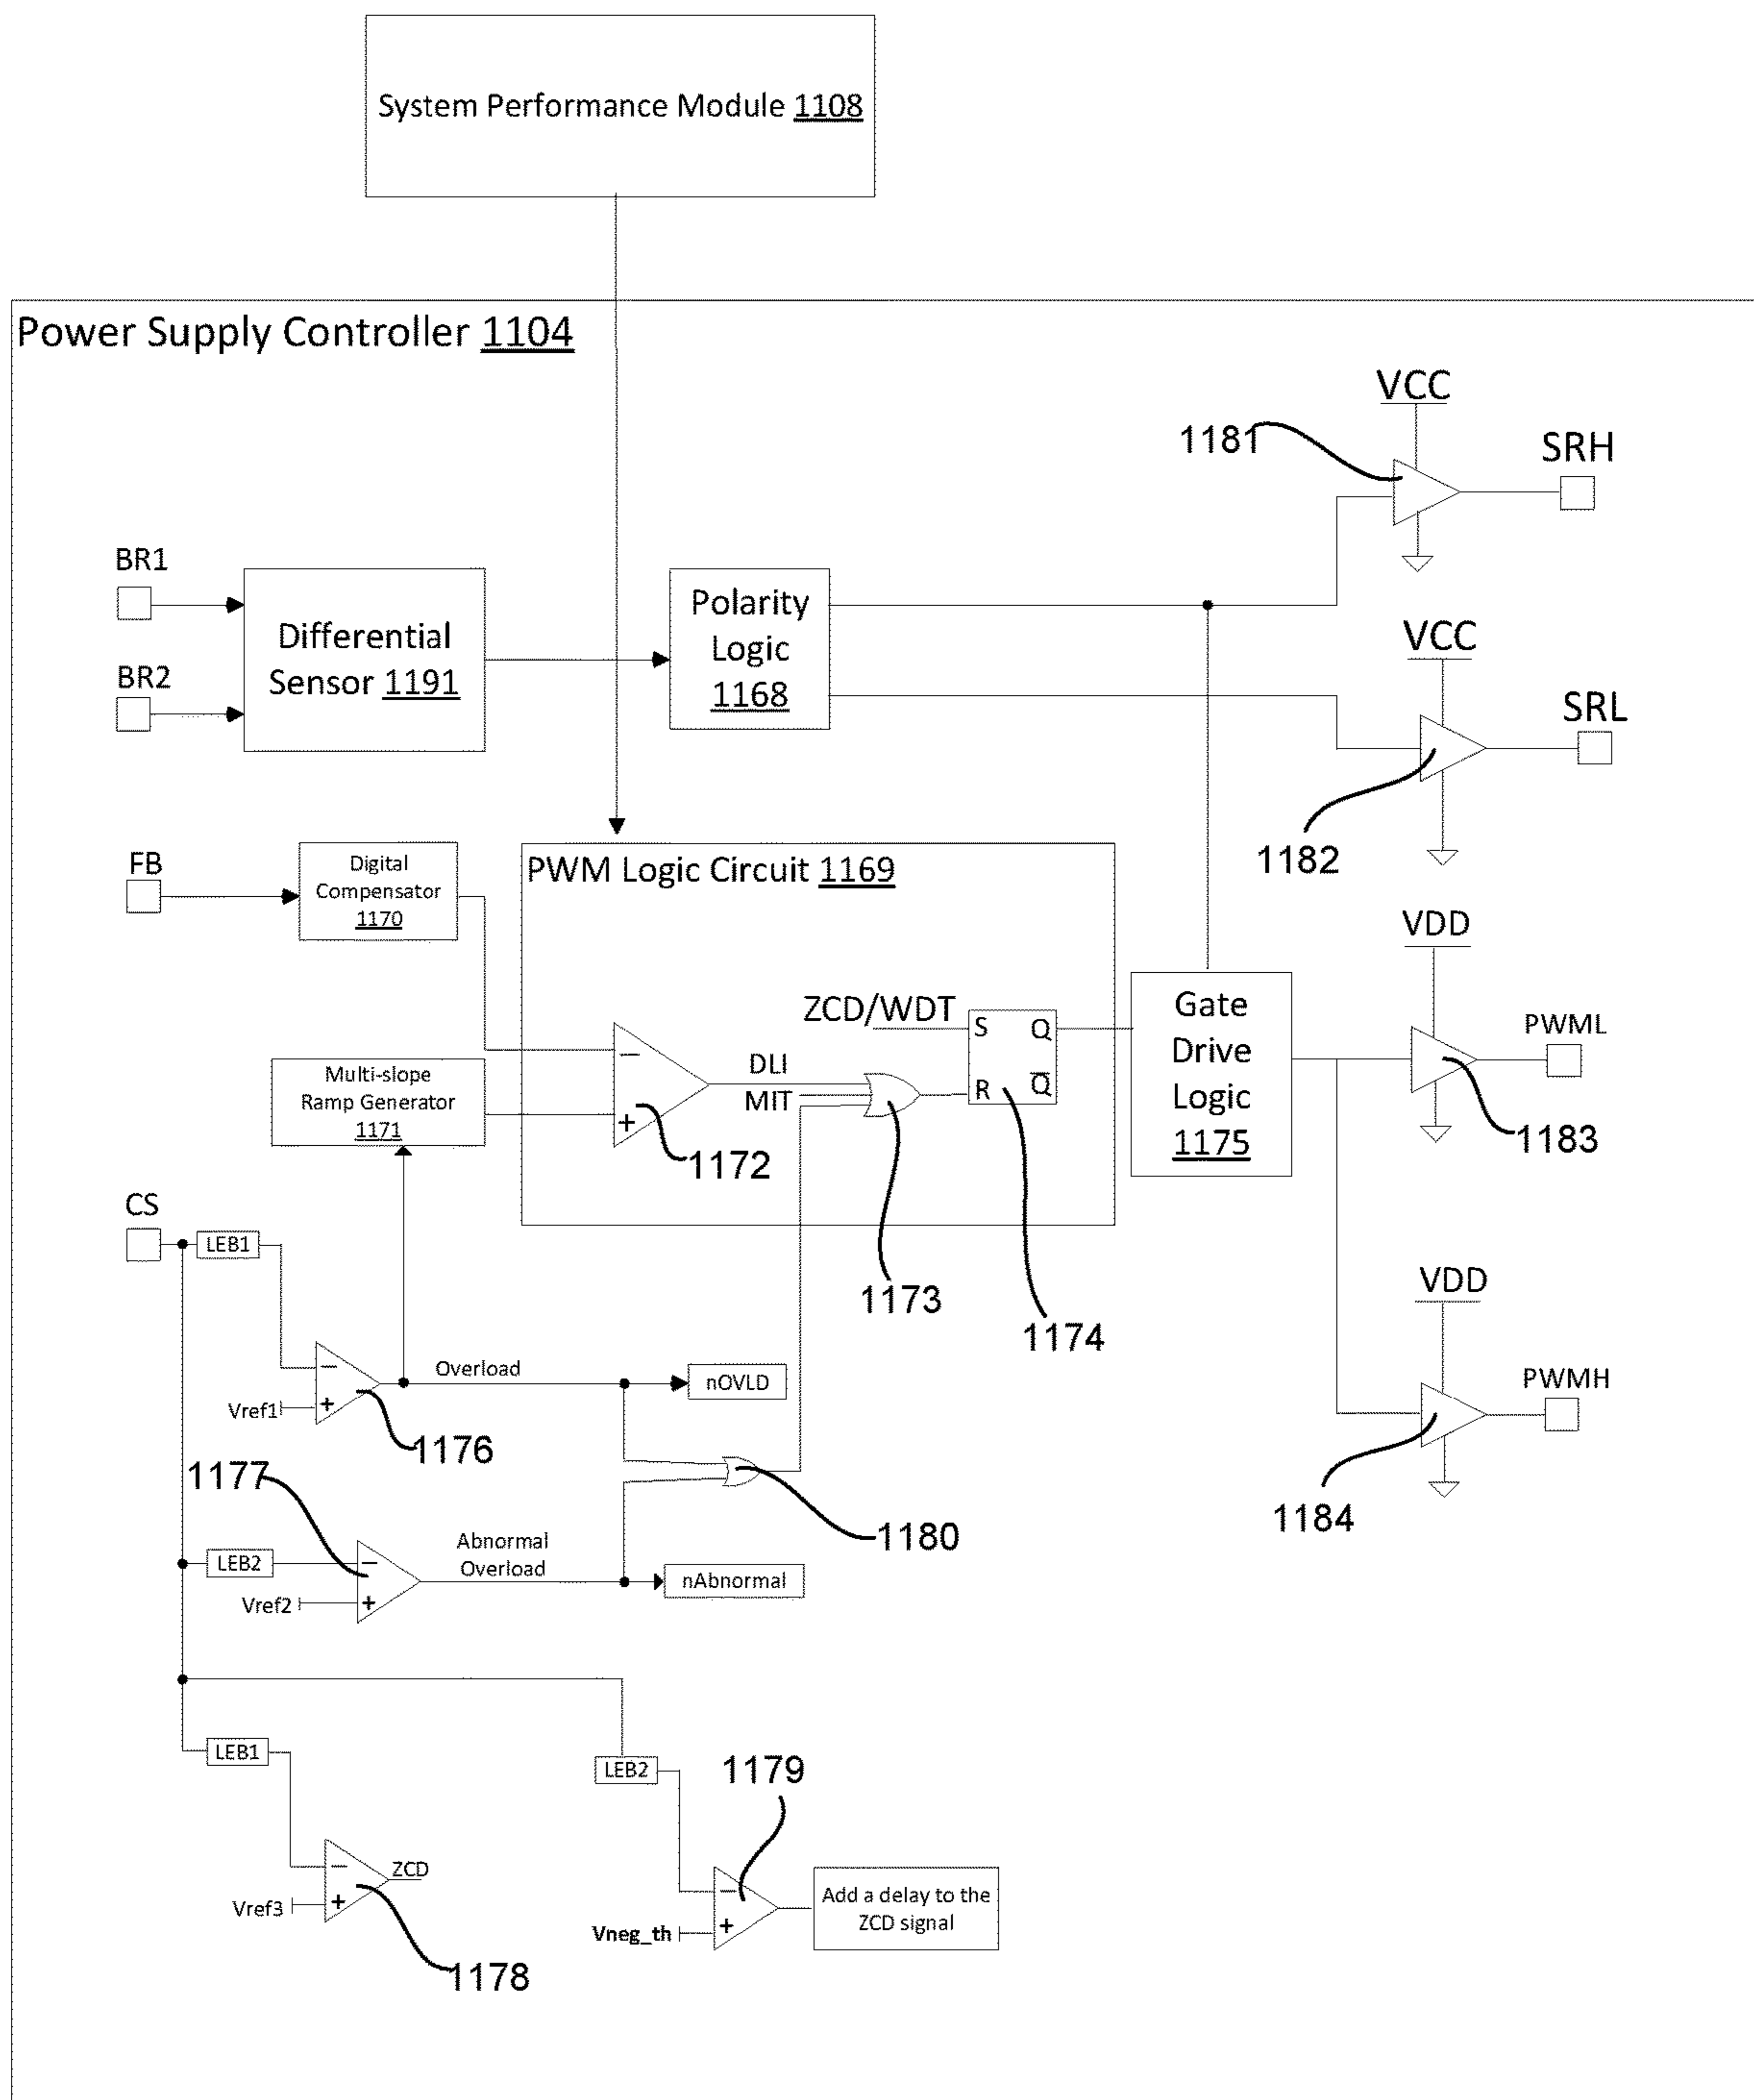 System Performance Module 1108
Power Supply Controller 1104
VCC
1181
SRH
BR1
BR2
Differential
Sensor 1191
Polarity
Logic
1168
VCC
SRL
1182
FB
Digital
Compensator
1170
PWM Logic Circuit 1169
VDD
ZCD/WDT
S
Q
R
Q̅
Gate
Drive
Logic
1175
PWML
1183
Multi-slope
Ramp Generator
1171
−
+
DLI
MIT
1172
1173
1174
CS
LEB1
−
+
Vref1
1176
Overload
nOVLD
VDD
PWMH
1184
1177
LEB2
−
+
Vref2
Abnormal
Overload
nAbnormal
1180
LEB1
−
+
Vref3
ZCD
1178
LEB2
1179
−
+
Vneg_th
Add a delay to the
ZCD signal